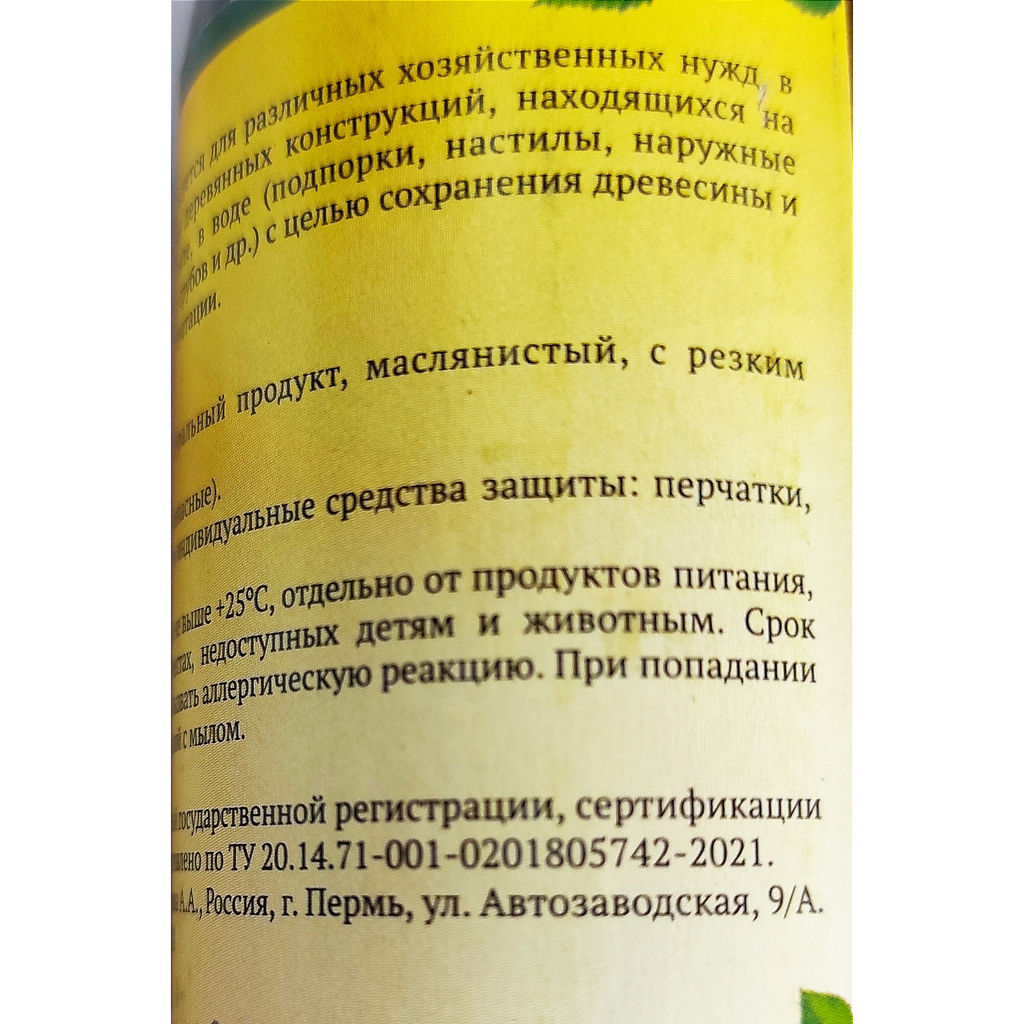 для различных хозяйственных нужд, в
деревянных конструкций, находящихся на
в воде (подпорки, настилы, наружные
и др.) с целью сохранения древесины и
продукт, маслянистый, с резким
индивидуальные средства защиты: перчатки,
выше +25°С, отдельно от продуктов питания,
недоступных детям и животным. Срок
аллергическую реакцию. При попадании
с мылом.
государственной регистрации, сертификации
по ТУ 20.14.71-001-0201805742-2021.
А.А., Россия, г. Пермь, ул. Автозаводская, 9/А.